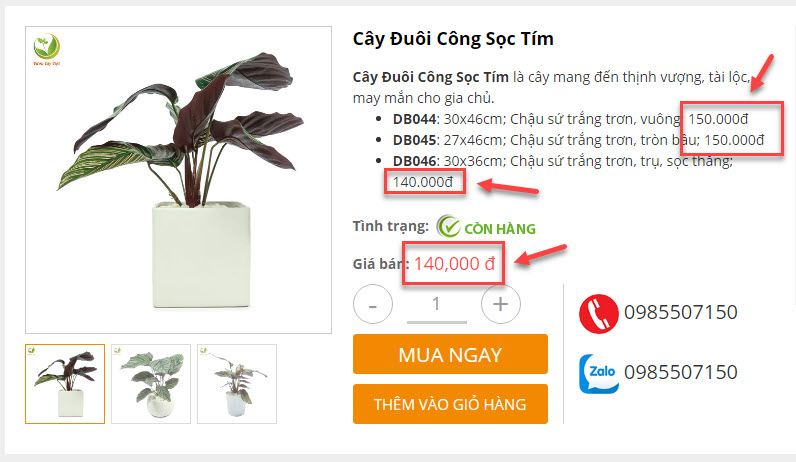 Cây Đuôi Công Sọc Tím
Cây Đuôi Công Sọc Tím là cây mang đến thịnh vượng, tài lộc,
may mắn cho gia chủ.
DB044: 30x46cm; Chậu sứ trắng trơn, vuông; 150.000đ
DB045: 27x46cm; Chậu sứ trắng trơn, tròn bầu; 150.000đ
DB046: 30x36cm; Chậu sứ trắng trơn, trụ, sọc thẳng;
140.000đ
Tình trạng: CÒN HÀNG
Giá bán: 140,000 đ
- 1 +
MUA NGAY
THÊM VÀO GIỎ HÀNG
0985507150
Zalo 0985507150